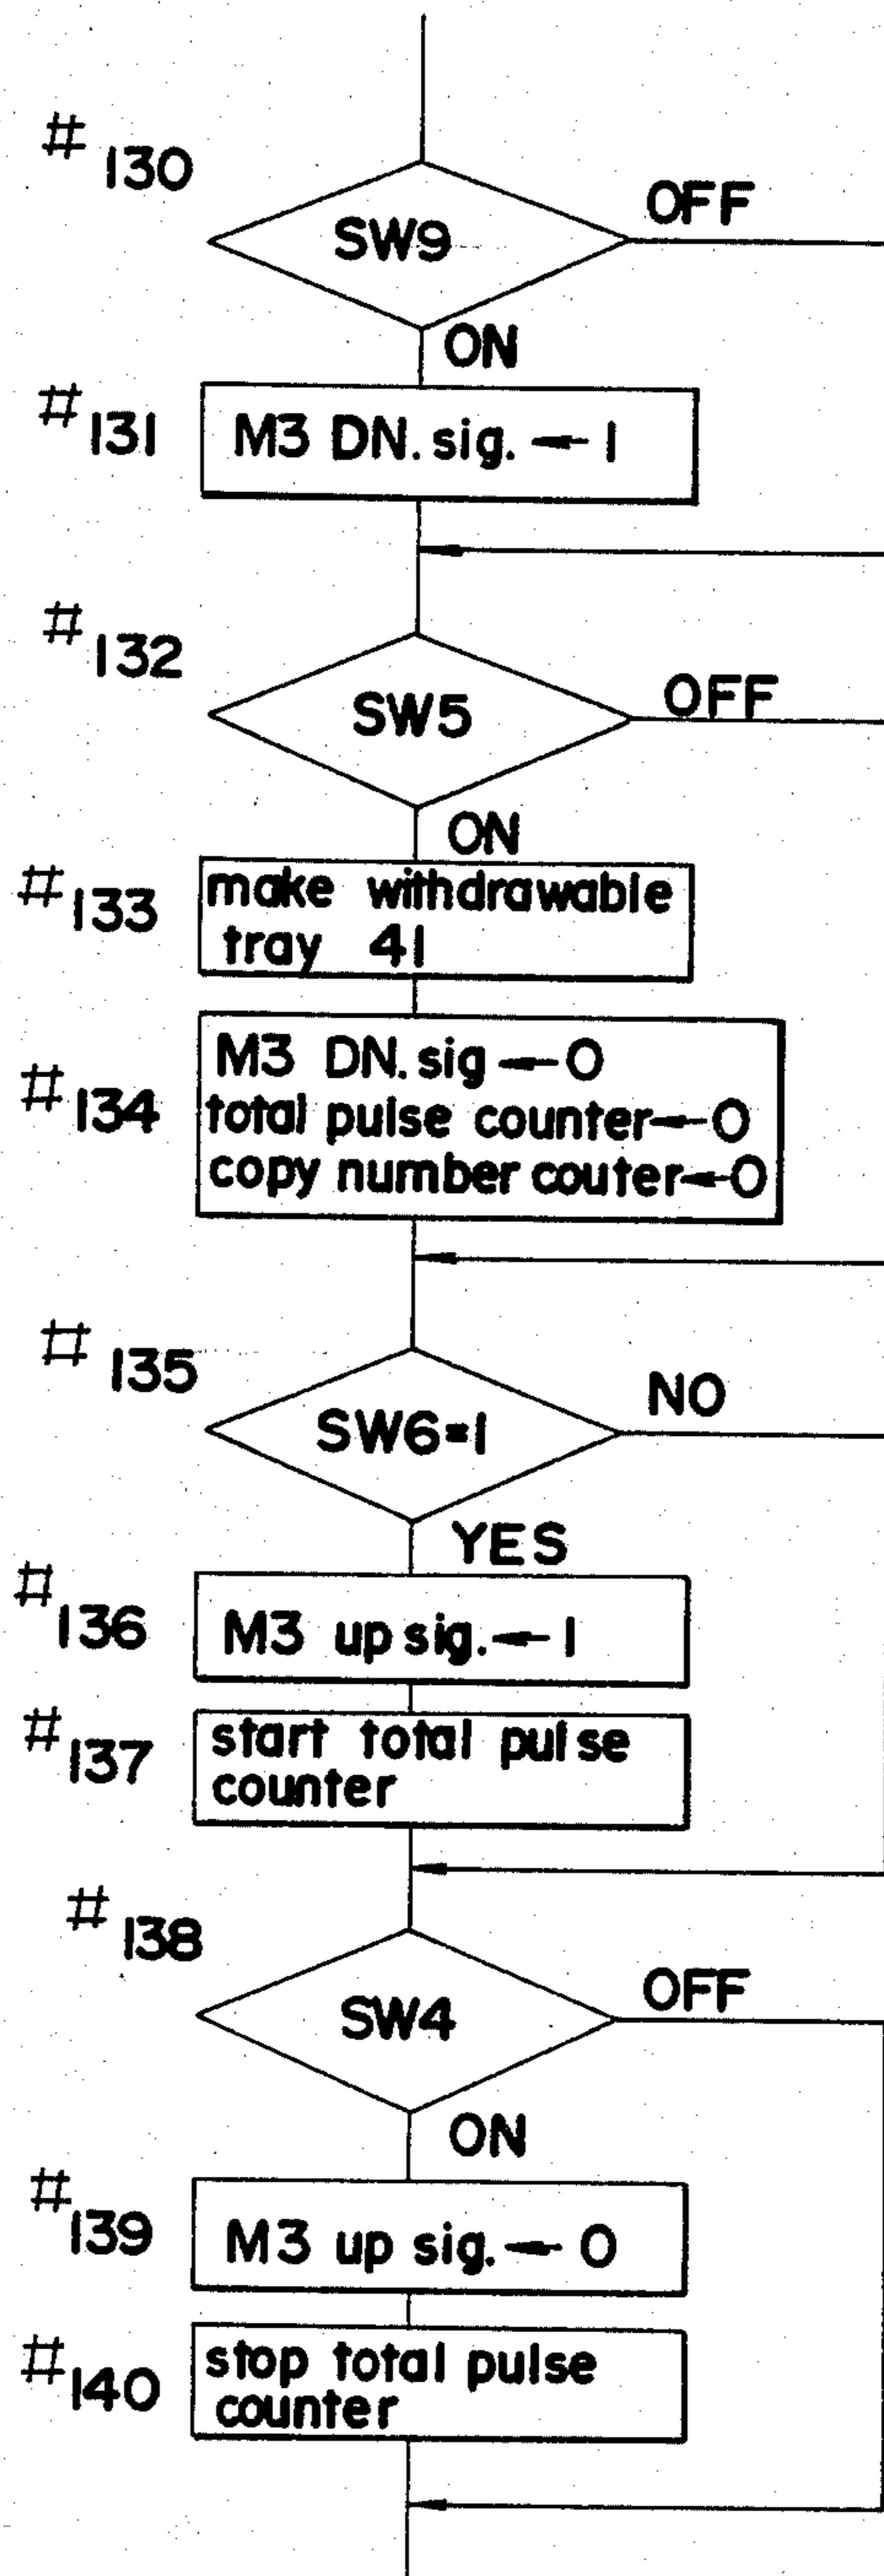 #130
SW9
OFF
ON
#131
M3 DN. sig. ← 1
#132
SW5
OFF
ON
#133
make withdrawable
tray 41
#134
M3 DN. sig ← 0
total pulse counter ← 0
copy number couter ← 0
#135
SW6=1
NO
YES
#136
M3 up sig. ← 1
#137
start total pulse
counter
#138
SW4
OFF
ON
#139
M3 up sig. ← 0
#140
stop total pulse
counter